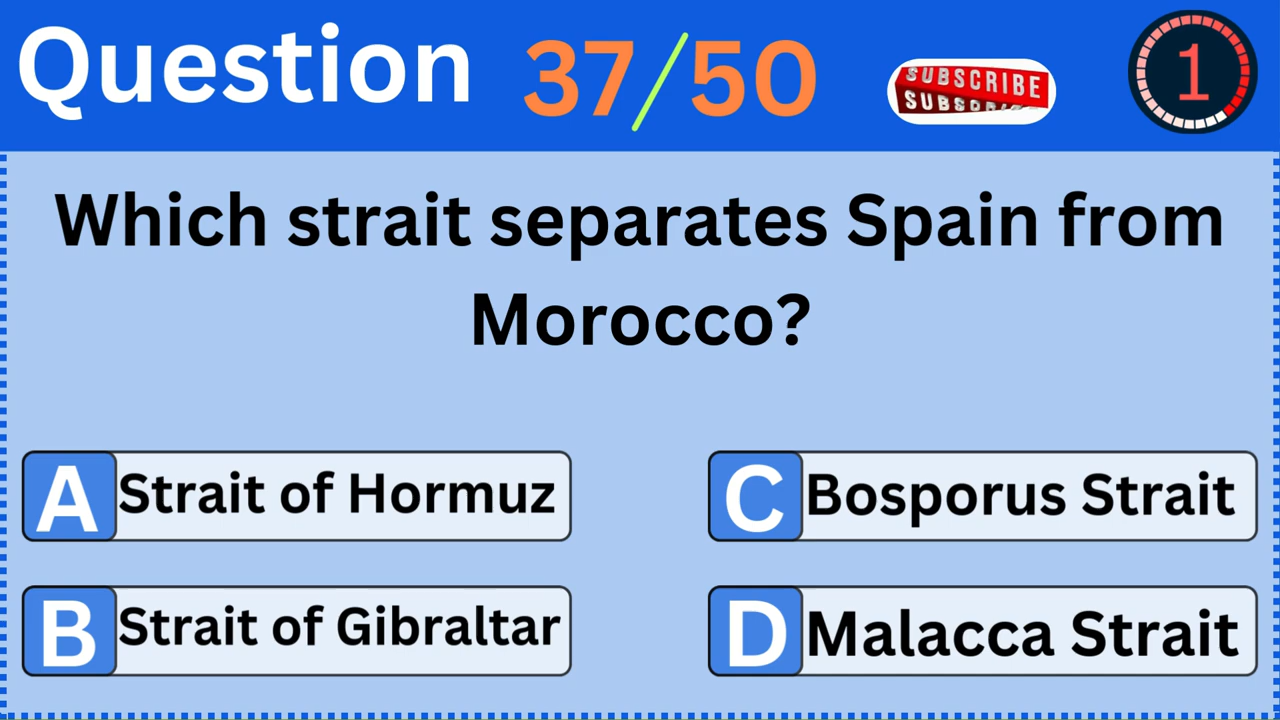 Question 37/50
SUBSCRIBE
1
Which strait separates Spain from
Morocco?
A Strait of Hormuz
B Strait of Gibraltar
C Bosporus Strait
D Malacca Strait